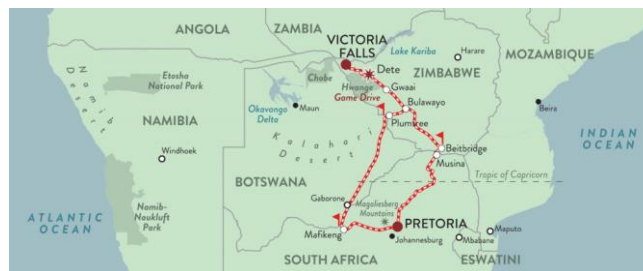 ANGOLA
ZAMBIA
VICTORIA
FALLS
Lake Kariba
Harare
MOZAMBIQUE
Etosha
National Park
Chobe
Dete
ZIMBABWE
Hwange
Game Drive
Gwaai
Okavango
Delta
Maun
Bulawayo
Plumtree
Beira
Namib
Desert
NAMIBIA
Windhoek
Kalahari
Desert
Beitbridge
Musina
INDIAN
OCEAN
Tropic of Capricorn
BOTSWANA
Gaborone
Magaliesberg
Mountains
Namib-
Naukluft
Park
ATLANTIC
OCEAN
Mafikeng
PRETORIA
Johannesburg
Maputo
Mbabane
SOUTH AFRICA
ESWATINI